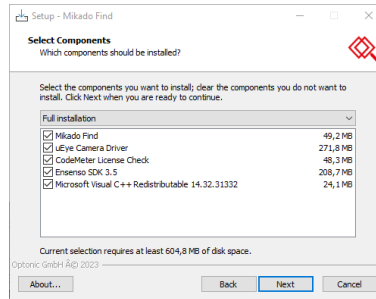 Setup - Mikado Find
Select Components
Which components should be installed?
Select the components you want to install; clear the components you do not want to
install. Click Next when you are ready to continue.
Full installation
Mikado Find 49,2 MB
uEye Camera Driver 271,8 MB
CodeMeter License Check 48,3 MB
Ensenso SDK 3.5 208,7 MB
Microsoft Visual C++ Redistributable 14.32.31332 24,1 MB
Current selection requires at least 604,8 MB of disk space.
Optonic GmbH Â© 2023
About... Back Next Cancel